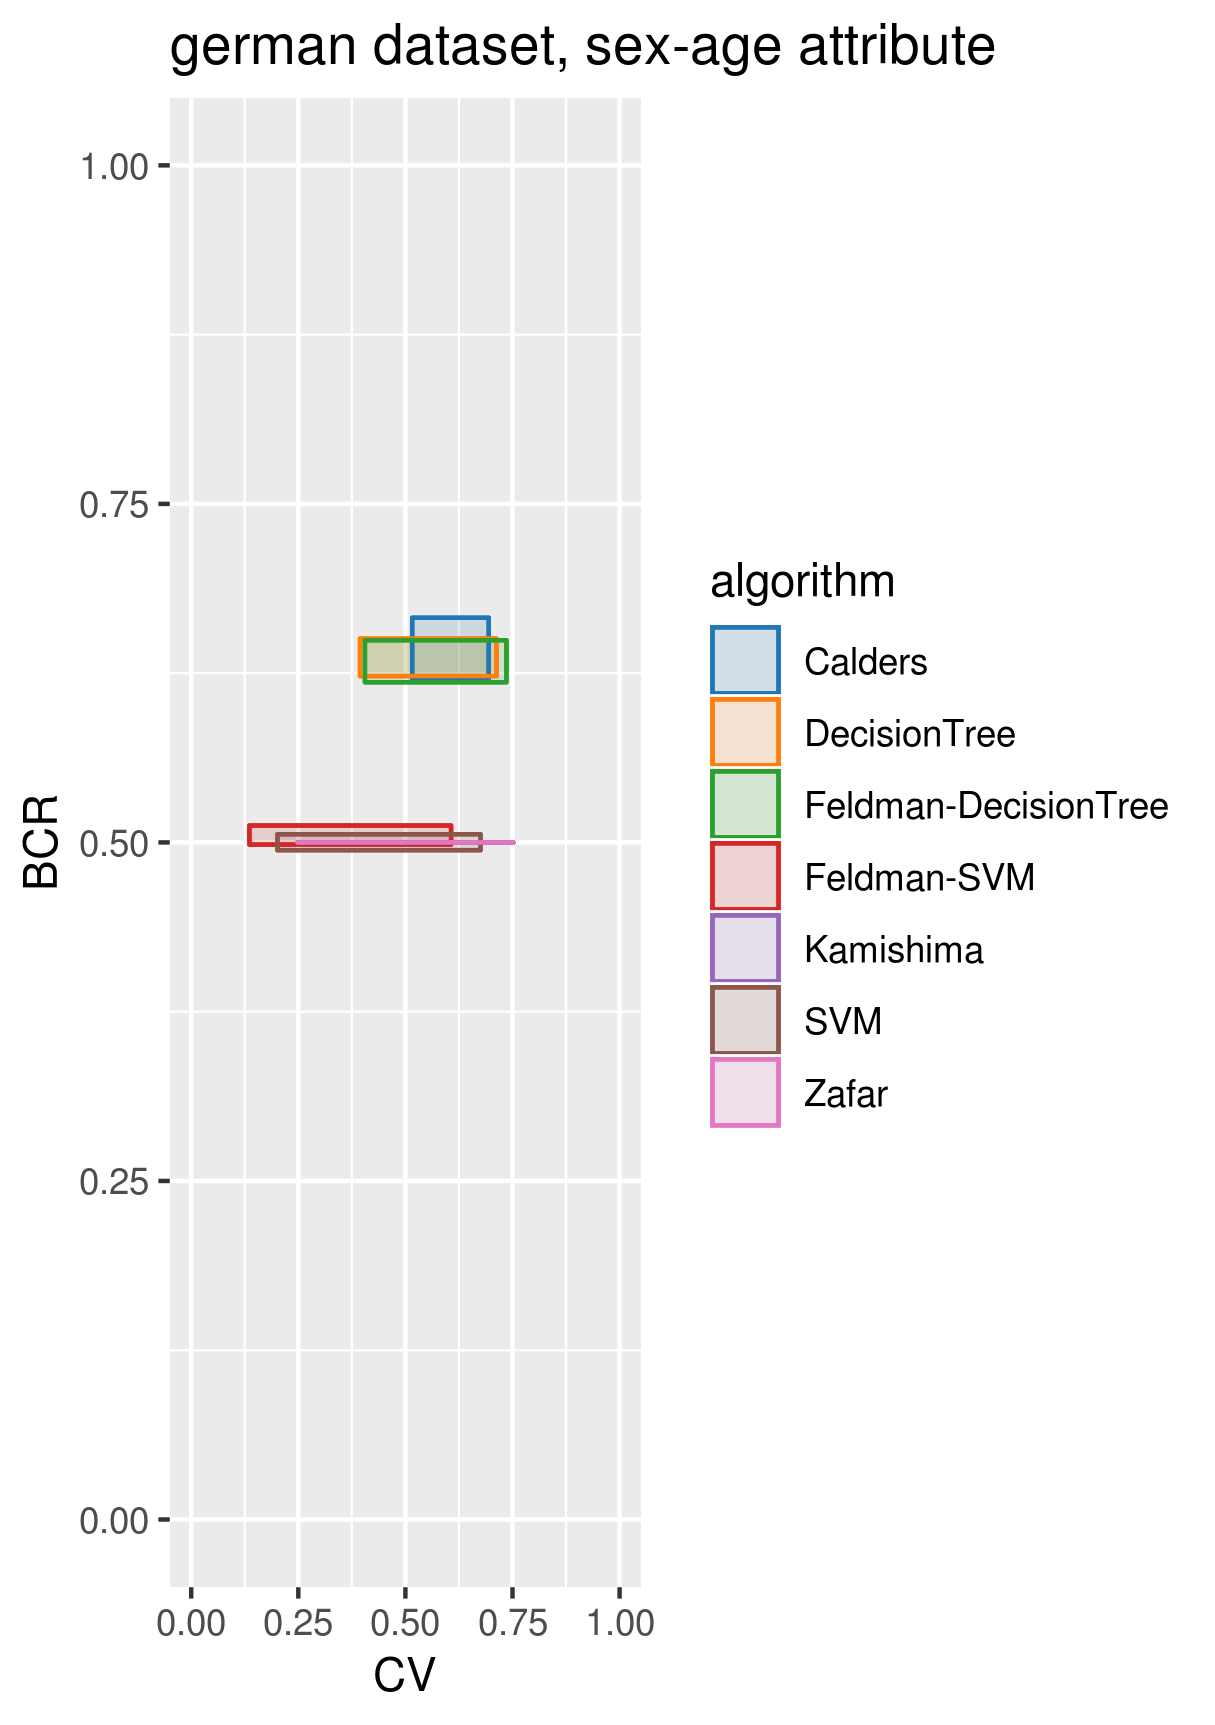 german dataset, sex-age attribute
1.00
0.75
0.50
0.25
0.00
BCR
0.00 0.25 0.50 0.75 1.00
CV
algorithm
Calders
DecisionTree
Feldman-DecisionTree
Feldman-SVM
Kamishima
SVM
Zafar